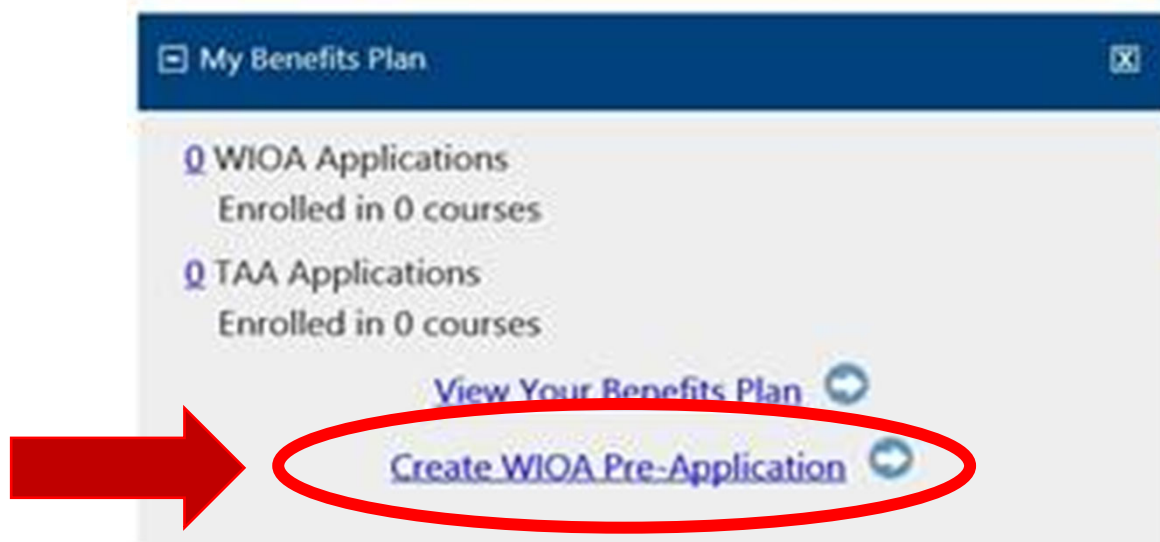 My Benefits Plan
0 WIOA Applications
Enrolled in 0 courses
0 TAA Applications
Enrolled in 0 courses
View Your Benefits Plan
Create WIOA Pre-Application